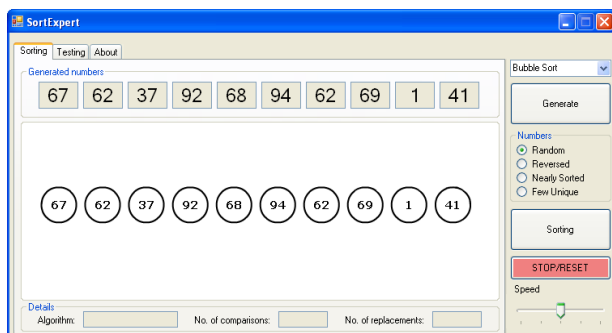 SortExpert
Sorting Testing About
Generated numbers
67 62 37 92 68 94 62 69 1 41
67 62 37 92 68 94 62 69 1 41
Details
Algorithm: No. of comparisons: No. of replacements:
Bubble Sort
Generate
Numbers
Random
Reversed
Nearly Sorted
Few Unique
Sorting
STOP/RESET
Speed